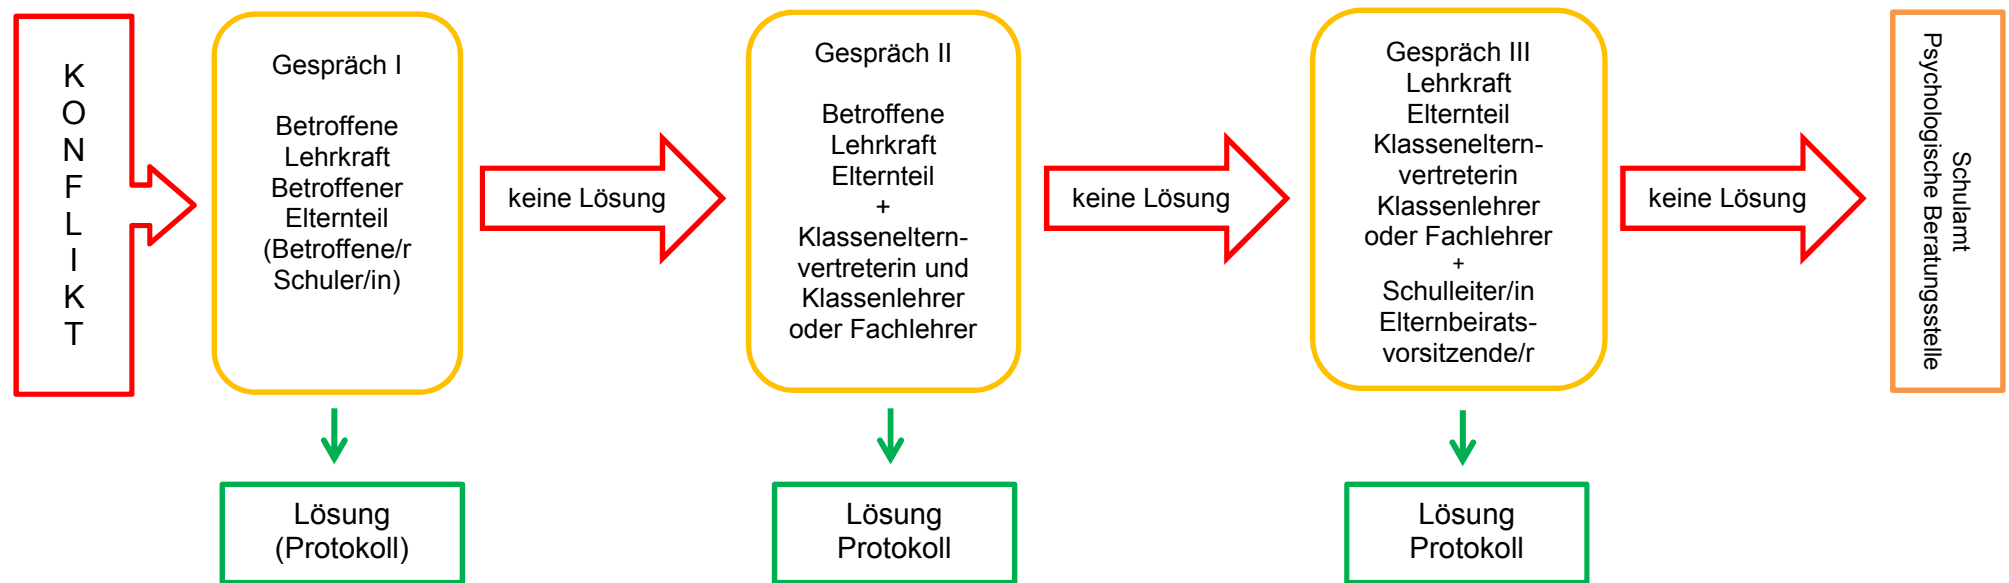 K
O
N
F
L
I
K
T
Gespräch I
Betroffene
Lehrkraft
Betroffener
Elternteil
(Betroffene/r
Schuler/in)
Lösung
(Protokoll)
keine Lösung
Gespräch II
Betroffene
Lehrkraft
Elternteil
+
Klasseneltern-
vertreterin und
Klassenlehrer
oder Fachlehrer
Lösung
Protokoll
keine Lösung
Gespräch III
Lehrkraft
Elternteil
Klasseneltern-
vertreterin
Klassenlehrer
oder Fachlehrer
+
Schulleiter/in
Elternbeirats-
vorsitzende/r
Lösung
Protokoll
keine Lösung
Schulamt
Psychologische Beratungsstelle